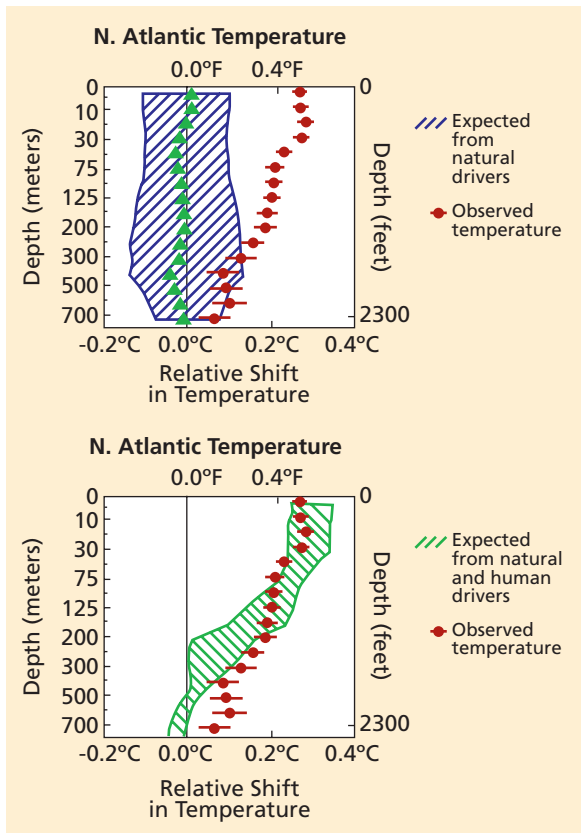 N. Atlantic Temperature
0.0°F 0.4°F
0 0
10
30
75
125
200
300
500
700 2300
Depth (meters)
Depth (feet)
-0.2°C 0.0°C 0.2°C 0.4°C
Relative Shift
in Temperature
Expected
from
natural
drivers
Observed
temperature
N. Atlantic Temperature
0.0°F 0.4°F
0 0
10
30
75
125
200
300
500
700 2300
Depth (meters)
Depth (feet)
-0.2°C 0.0°C 0.2°C 0.4°C
Relative Shift
in Temperature
Expected
from natural
and human
drivers
Observed
temperature